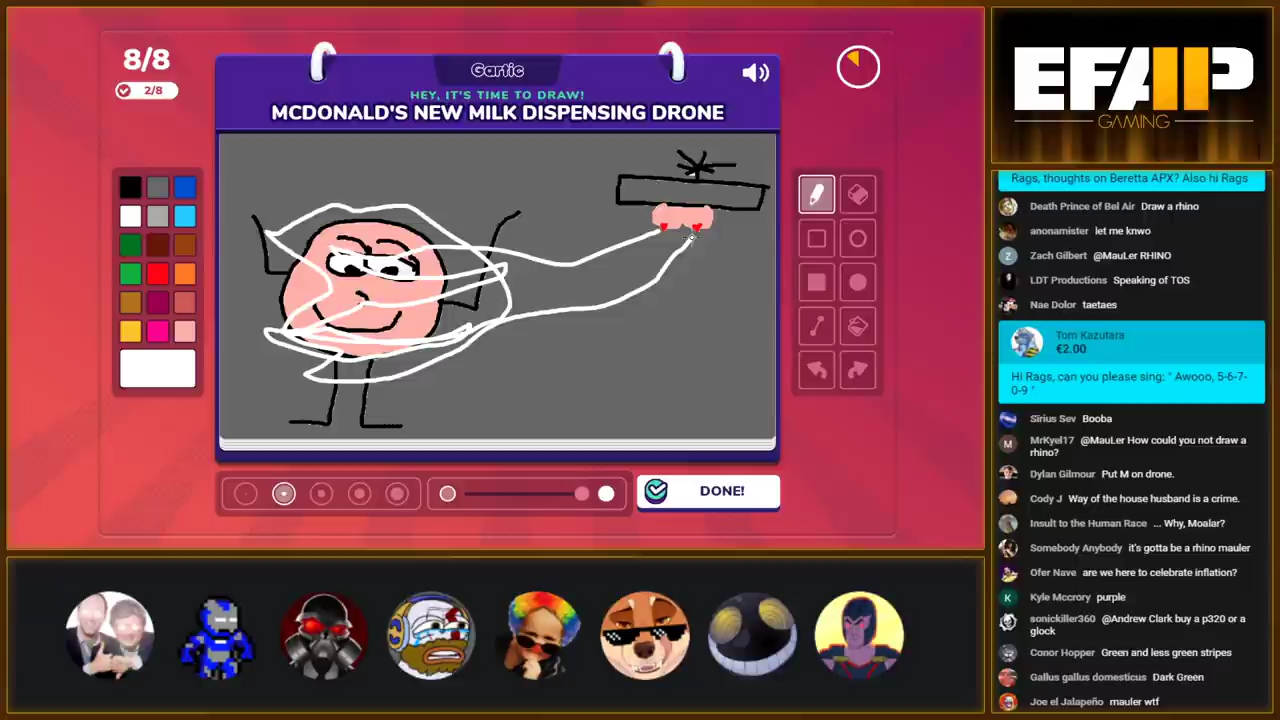 8/8
2/8
Gartic
HEY, IT'S TIME TO DRAW!
MCDONALD'S NEW MILK DISPENSING DRONE
DONE!
EFAP
GAMING
Rags, thoughts on Beretta APX? Also hi Rags
Death Prince of Bel Air Draw a rhino
anonamister let me knwo
Zach Gilbert @MauLer RHINO
LDT Productions Speaking of TOS
Nae Dolor taetaes
Tom Kazutara
€2.00
Hi Rags, can you please sing: " Awooo, 5-6-7-
0-9 "
Sirius Sev Booba
M MrKyel17 @MauLer How could you not draw a
rhino?
Dylan Gilmour Put M on drone.
Cody J Way of the house husband is a crime.
Insult to the Human Race ... Why, Moalar?
Somebody Anybody it's gotta be a rhino mauler
Ofer Nave are we here to celebrate inflation?
K Kyle Mccrory purple
sonickiller360 @Andrew Clark buy a p320 or a
glock
Conor Hopper Green and less green stripes
Gallus gallus domesticus Dark Green
Joe el Jalapeño mauler wtf